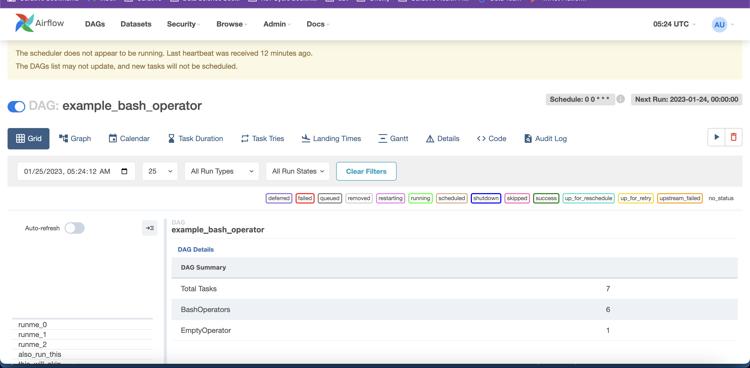 Airflow
DAGs Datasets Security Browse Admin Docs 05:24 UTC AU
The scheduler does not appear to be running. Last heartbeat was received 12 minutes ago.
The DAGs list may not update, and new tasks will not be scheduled.
DAG: example_bash_operator
Schedule: 0 0 * * * Next Run: 2023-01-24, 00:00:00
Grid Graph Calendar Task Duration Task Tries Landing Times Gantt Details <> Code Audit Log
01/25/2023, 05:24:12 AM 25 All Run Types All Run States Clear Filters
deferred failed queued removed restarting running scheduled shutdown skipped success up_for_reschedule up_for_retry upstream_failed no_status
Auto-refresh
DAG
example_bash_operator
DAG Details
DAG Summary
Total Tasks 7
BashOperators 6
EmptyOperator 1
runme_0
runme_1
runme_2
also_run_this
this_will_skip